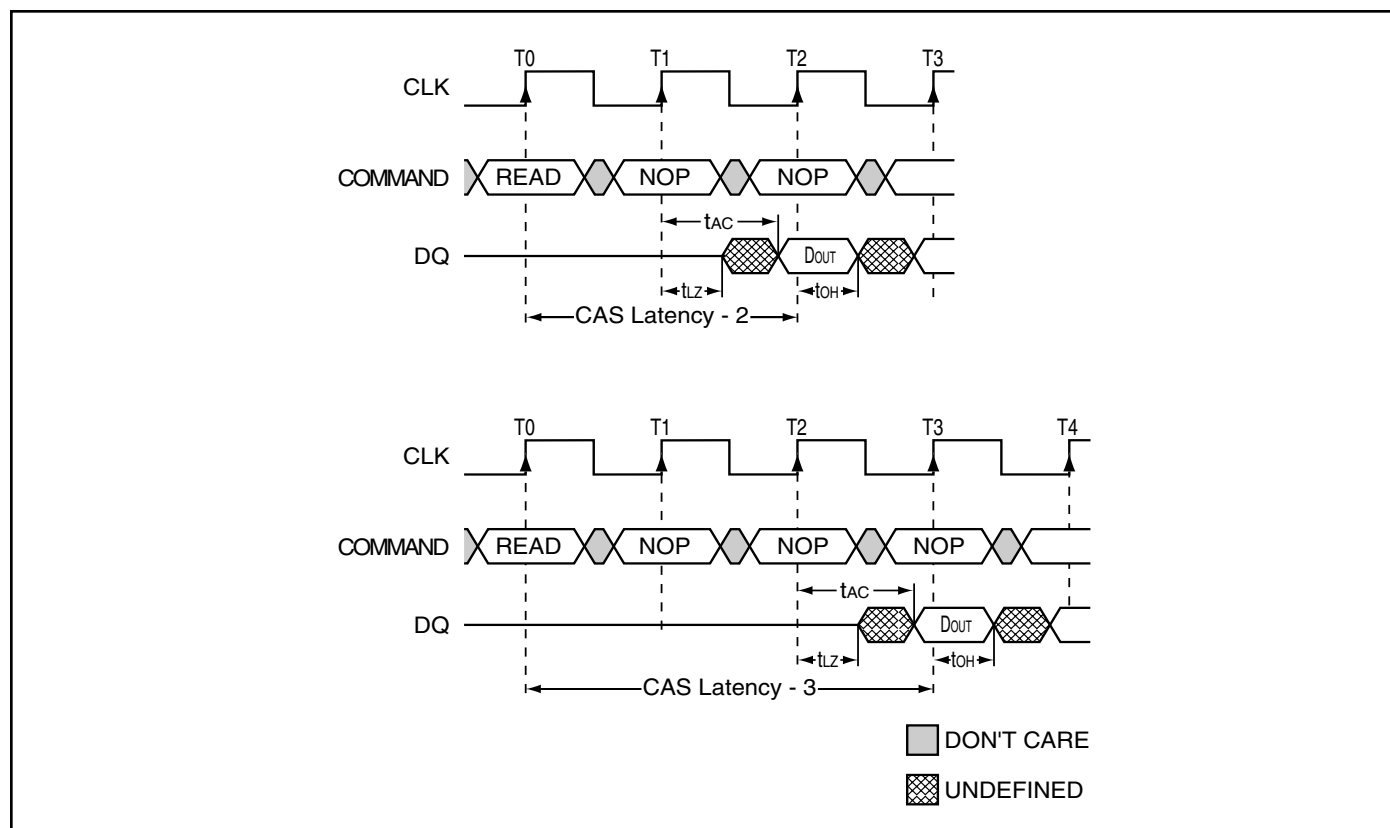 T0 T1 T2 T3
CLK
COMMAND READ NOP NOP
tAC
DQ DOUT
tLZ tOH
CAS Latency - 2
T0 T1 T2 T3 T4
CLK
COMMAND READ NOP NOP NOP
tAC
DQ DOUT
tLZ tOH
CAS Latency - 3
DON'T CARE
UNDEFINED